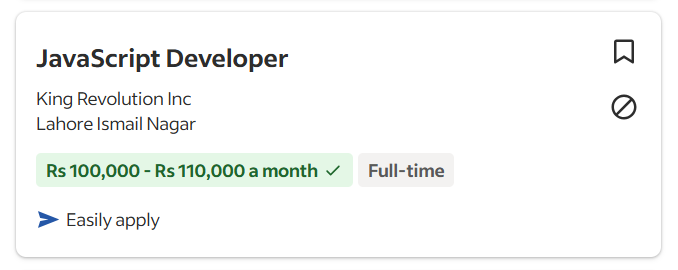 JavaScript Developer
King Revolution Inc
Lahore Ismail Nagar
Rs 100,000 - Rs 110,000 a month
Full-time
Easily apply